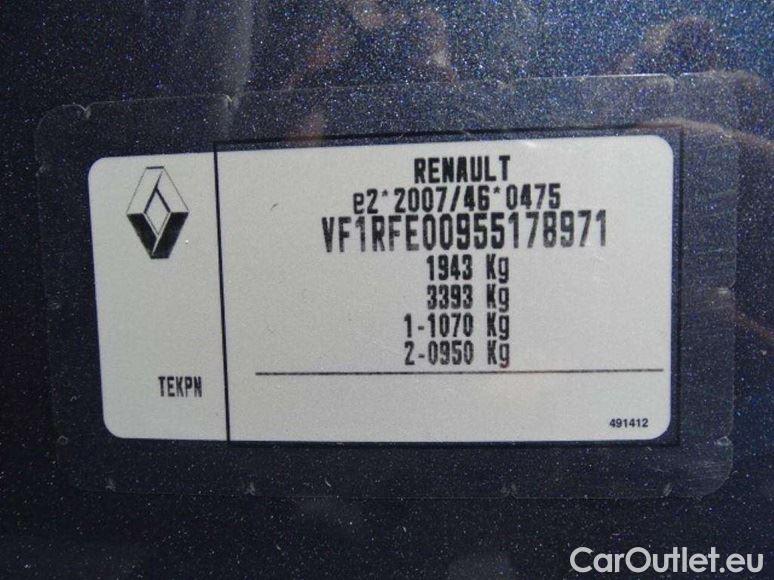 RENAULT
e2*2007/46*0475
VF1RFE00955178971
1943 Kg
3393 Kg
1-1070 Kg
2-0950 Kg
TEKPN
491412
CarOutlet.eu